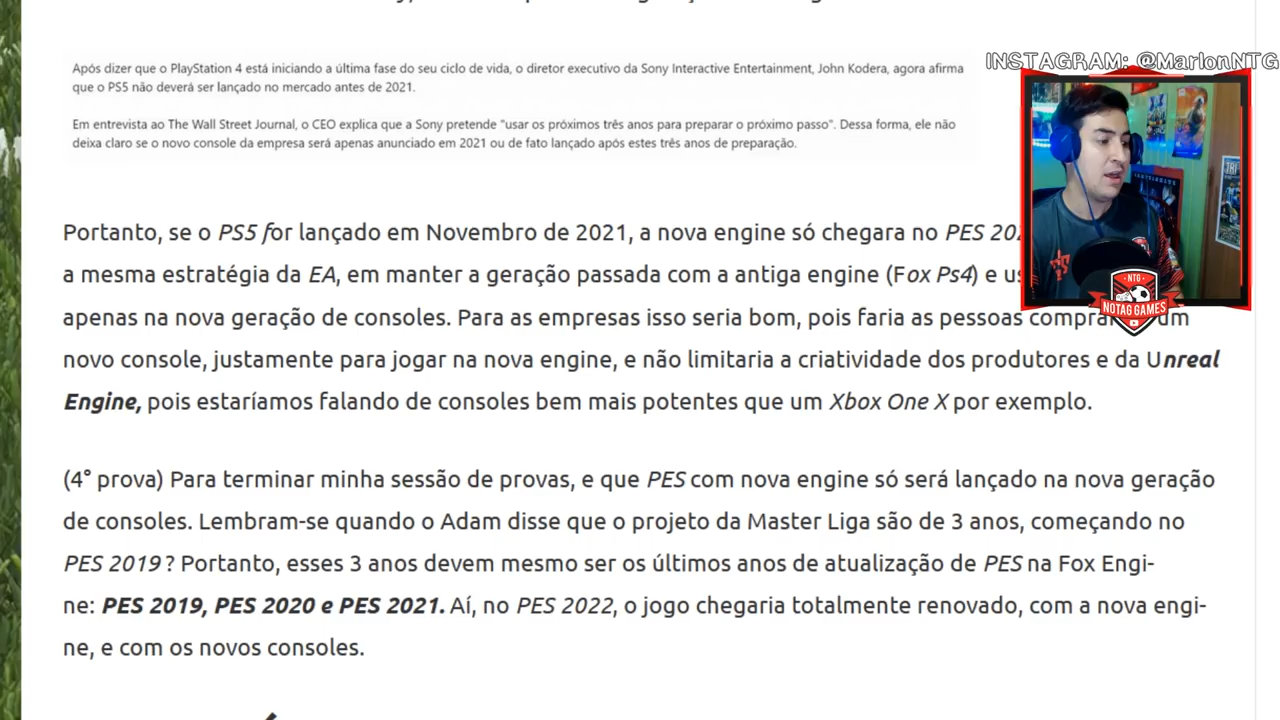 INSTAGRAM: @MarlonNTG
Após dizer que o PlayStation 4 está iniciando a última fase do seu ciclo de vida, o diretor executivo da Sony Interactive Entertainment, John Kodera, agora afirma
que o PS5 não deverá ser lançado no mercado antes de 2021.
Em entrevista ao The Wall Street Journal, o CEO explica que a Sony pretende "usar os próximos três anos para preparar o próximo passo". Dessa forma, ele não
deixa claro se o novo console da empresa será apenas anunciado em 2021 ou de fato lançado após estes três anos de preparação.
Portanto, se o PS5 for lançado em Novembro de 2021, a nova engine só chegara no PES
a mesma estratégia da EA, em manter a geração passada com a antiga engine (Fox Ps4) e
apenas na nova geração de consoles. Para as empresas isso seria bom, pois faria as pessoas um
novo console, justamente para jogar na nova engine, e não limitaria a criatividade dos produtores e da Unreal
Engine, pois estaríamos falando de consoles bem mais potentes que um Xbox One X por exemplo.
(4° prova) Para terminar minha sessão de provas, e que PES com nova engine só será lançado na nova geração
de consoles. Lembram-se quando o Adam disse que o projeto da Master Liga são de 3 anos, começando no
PES 2019? Portanto, esses 3 anos devem mesmo ser os últimos anos de atualização de PES na Fox Engi-
ne: PES 2019, PES 2020 e PES 2021. Aí, no PES 2022, o jogo chegaria totalmente renovado, com a nova engi-
ne, e com os novos consoles.
NTG
NOTAG GAMES